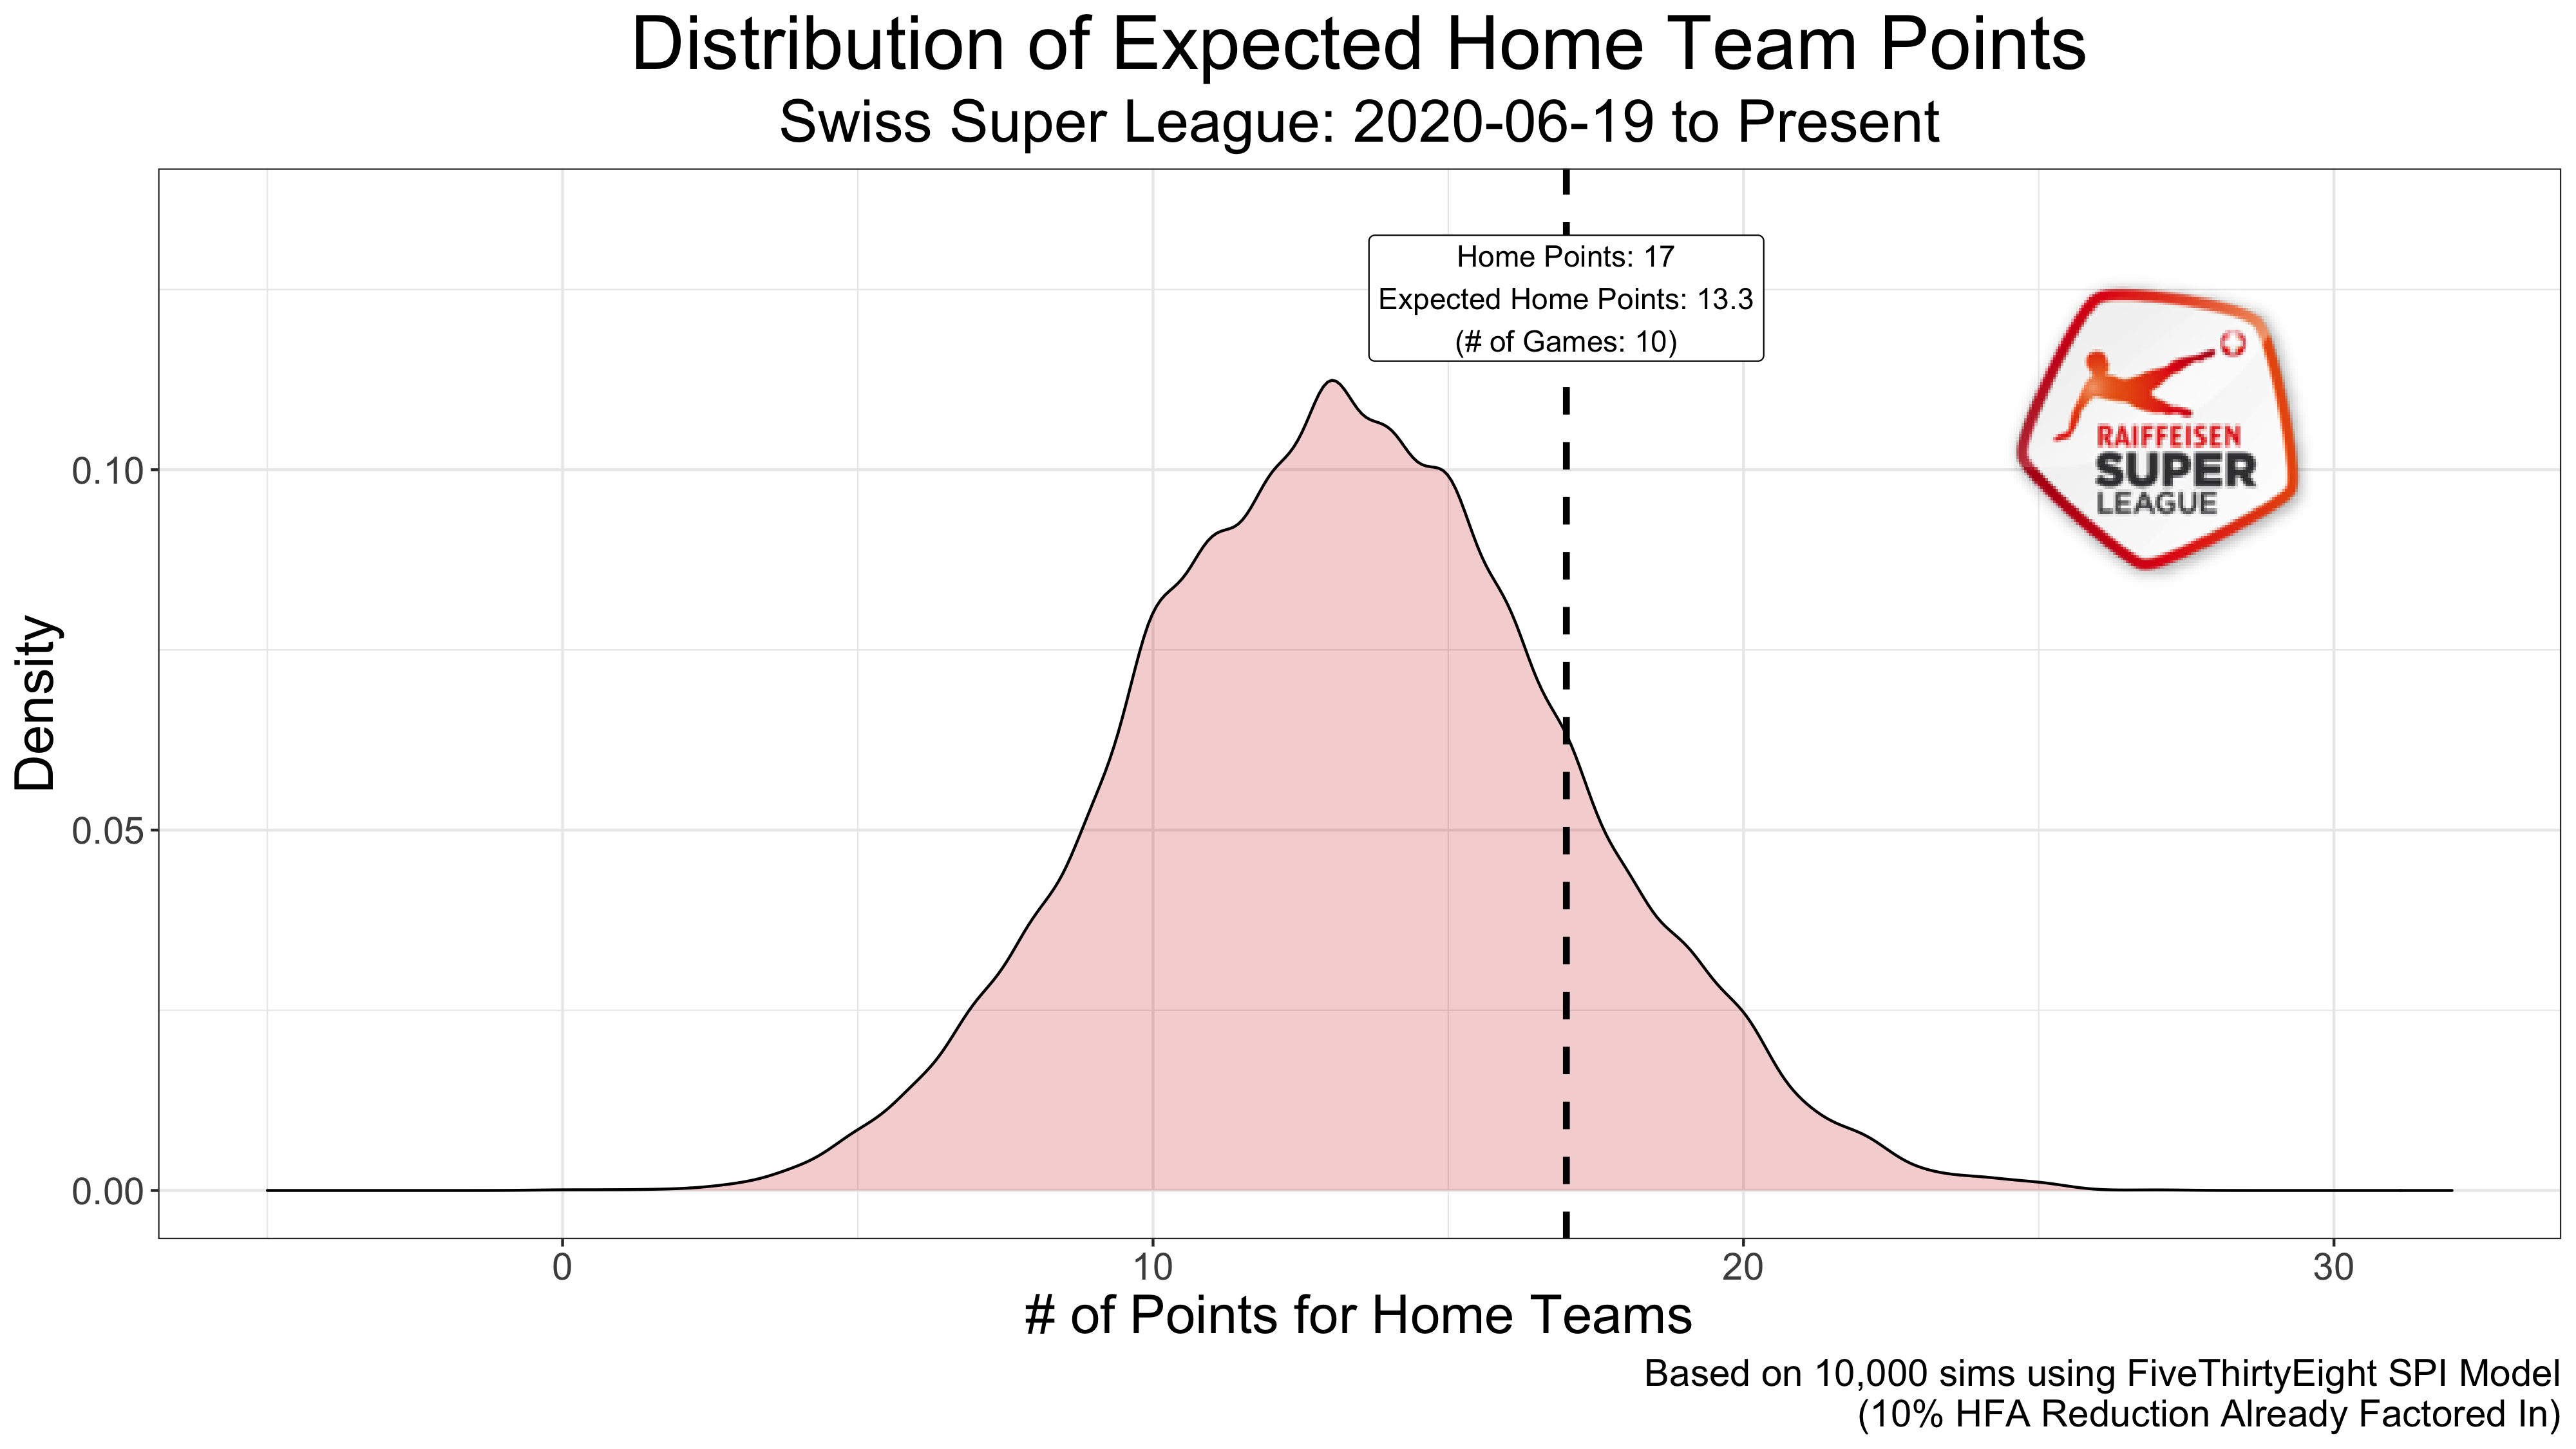 Distribution of Expected Home Team Points
Swiss Super League: 2020-06-19 to Present
Home Points: 17
Expected Home Points: 13.3
(# of Games: 10)
RAIFFEISEN
SUPER
LEAGUE
Density
0.10
0.05
0.00
0
10
20
30
# of Points for Home Teams
Based on 10,000 sims using FiveThirtyEight SPI Model
(10% HFA Reduction Already Factored In)